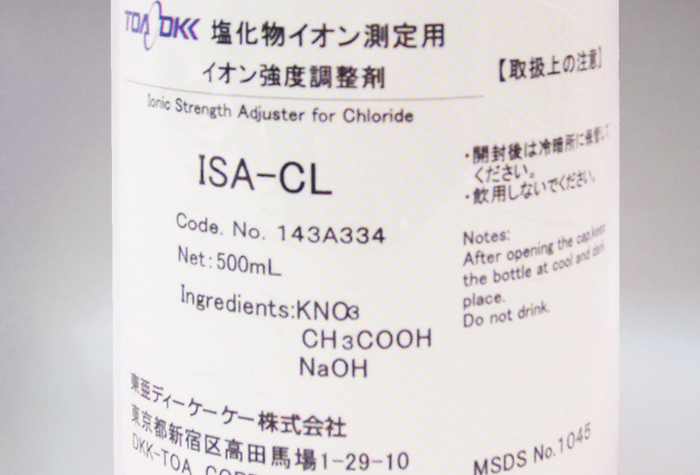 TOA DKK 塩化物イオン測定用
イオン強度調整剤
Ionic Strength Adjuster for Chloride
ISA-CL
Code. No. 143A334
Net:500mL
Ingredients:KNO3
CH3COOH
NaOH
【取扱上の注意】
・開封後は冷暗所に保管して
ください。
・飲用しないでください。
Notes:
After opening the cap,keep
the bottle at cool and dark
place.
Do not drink.
東亜ディーケーケー株式会社
東京都新宿区高田馬場1-29-10
DKK-TOA
MSDS No.1045